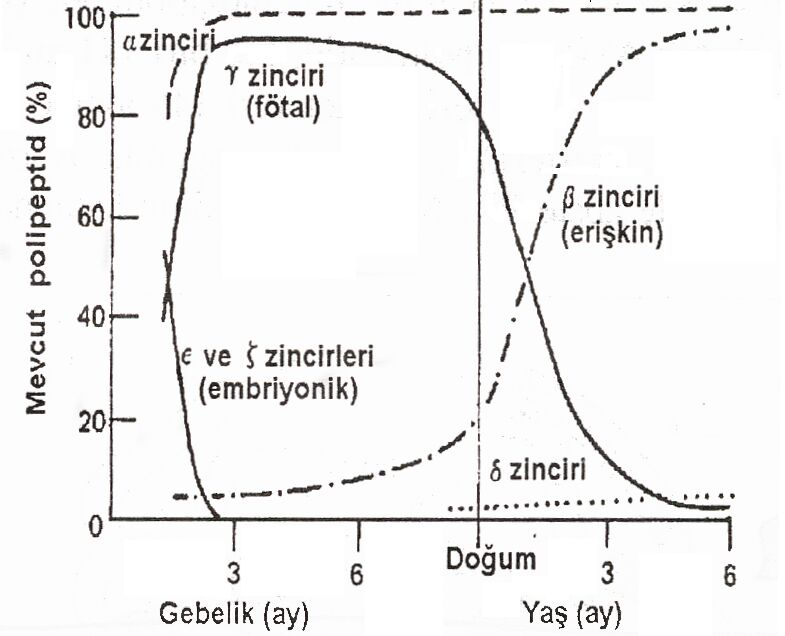 Mevcut polipeptid (%)
100
80
60
40
20
0
α zinciri
γ zinciri
(fötal)
β zinciri
(erişkin)
ϵ ve ζ zincirleri
(embriyonik)
δ zinciri
3
6
Doğum
3
6
Gebelik (ay)
Yaş (ay)